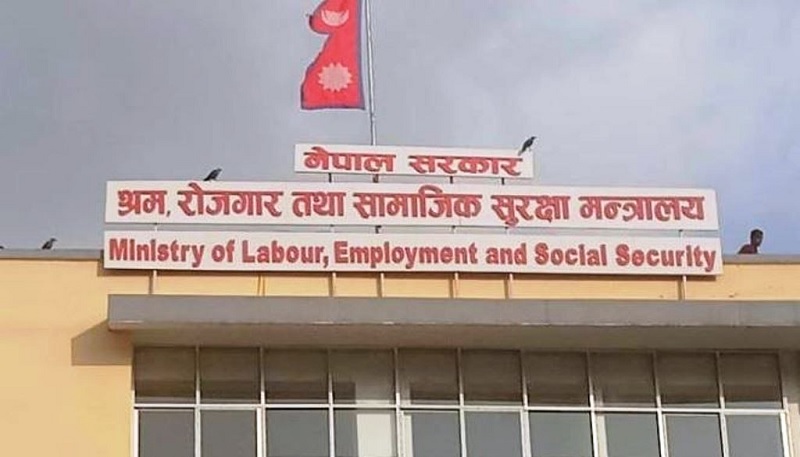 नेपाल सरकार
श्रम, रोजगार तथा सामाजिक सुरक्षा मन्त्रालय
Ministry of Labour, Employment and Social Security